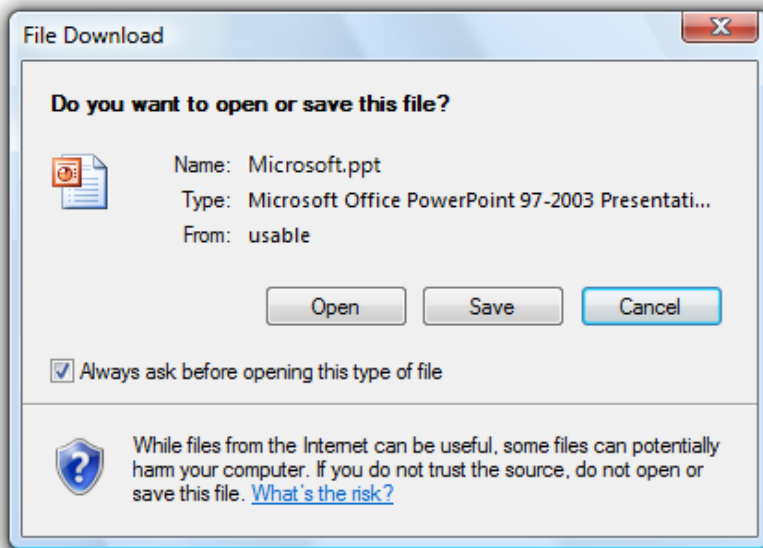 File Download
Do you want to open or save this file?
Name: Microsoft.ppt
Type: Microsoft Office PowerPoint 97-2003 Presentati...
From: usable
Open Save Cancel
Always ask before opening this type of file
While files from the Internet can be useful, some files can potentially
harm your computer. If you do not trust the source, do not open or
save this file. What's the risk?